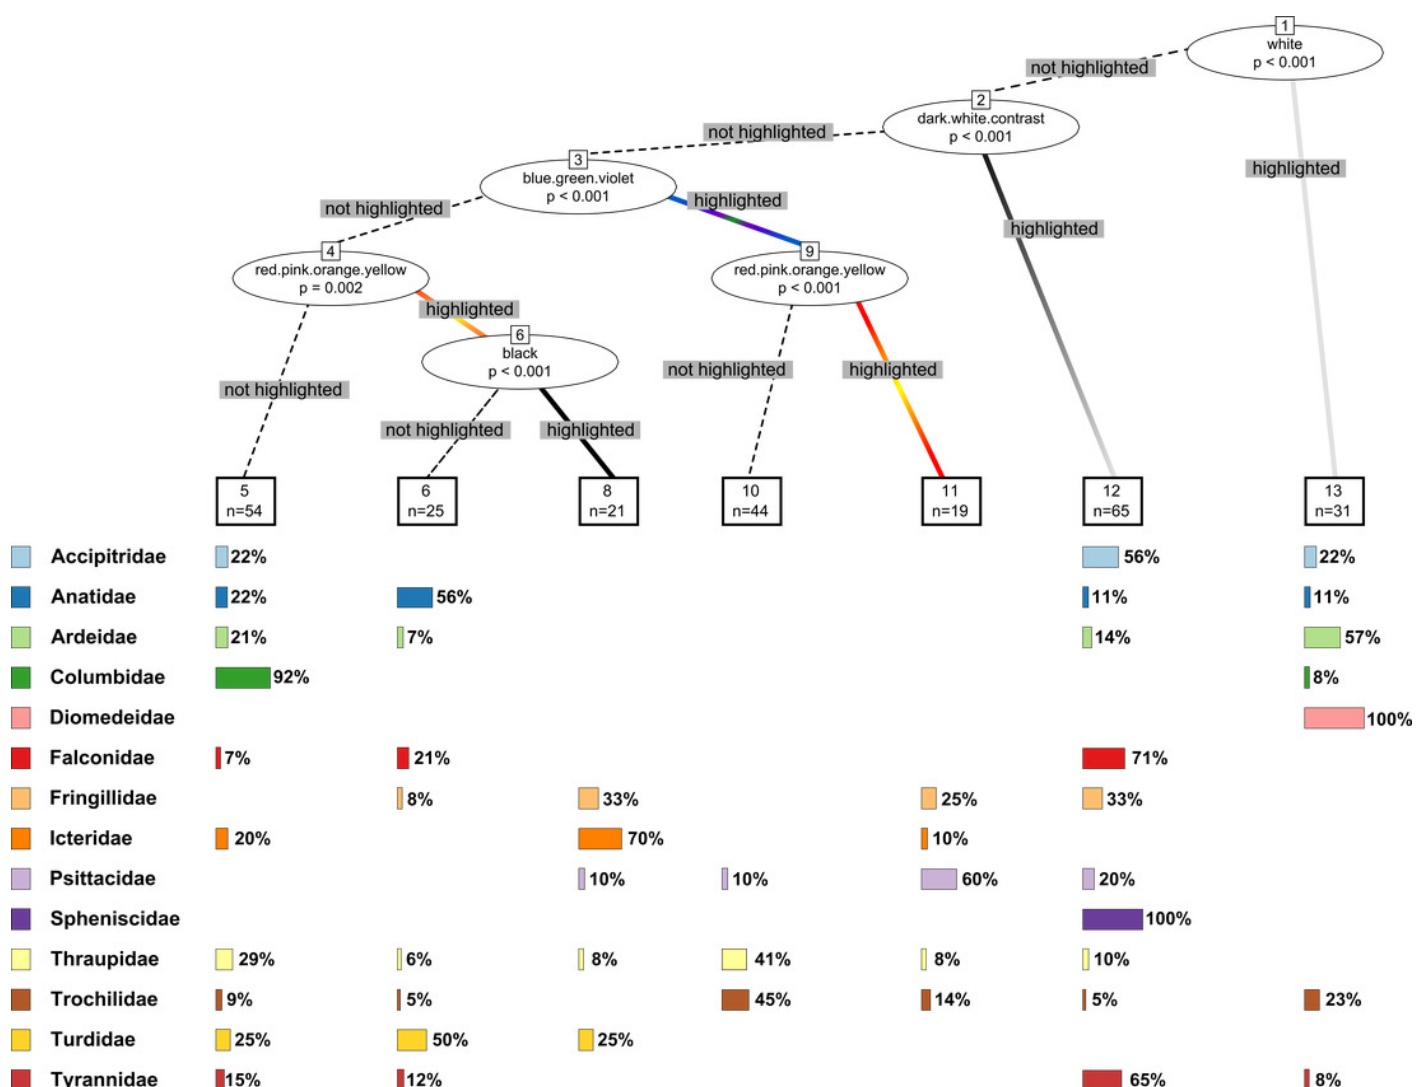 1
white
p < 0.001
not highlighted
2
dark.white.contrast
p < 0.001
not highlighted
highlighted
3
blue.green.violet
p < 0.001
not highlighted
highlighted
highlighted
4
red.pink.orange.yellow
p = 0.002
9
red.pink.orange.yellow
p < 0.001
highlighted
6
black
p < 0.001
not highlighted
not highlighted
highlighted
not highlighted
highlighted
5
n=54
6
n=25
8
n=21
10
n=44
11
n=19
12
n=65
13
n=31
Accipitridae 22% 56% 22%
Anatidae 22% 56% 11% 11%
Ardeidae 21% 7% 14% 57%
Columbidae 92% 8%
Diomedeidae 100%
Falconidae 7% 21% 71%
Fringillidae 8% 33% 25% 33%
Icteridae 20% 70% 10%
Psittacidae 10% 10% 60% 20%
Spheniscidae 100%
Thraupidae 29% 6% 8% 41% 8% 10%
Trochilidae 9% 5% 45% 14% 5% 23%
Turdidae 25% 50% 25%
Tyrannidae 15% 12% 65% 8%